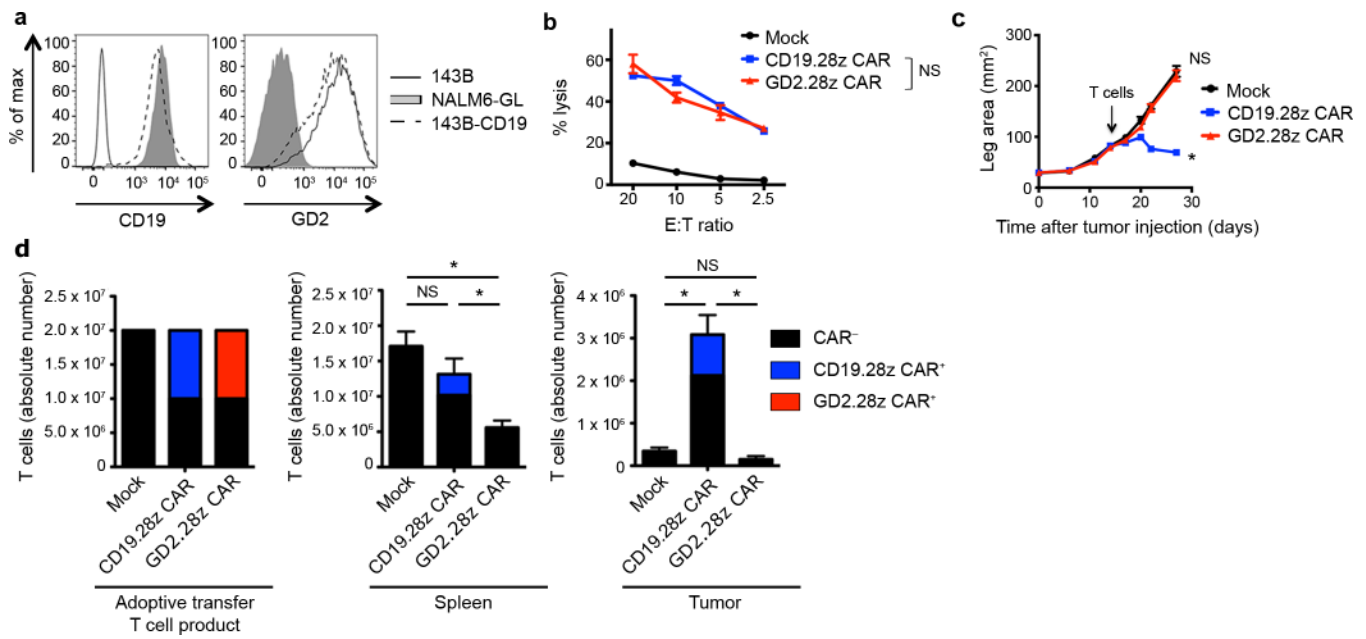 a
% of max
100
80
60
40
20
0
0
10³
10⁴
10⁵
CD19
100
80
60
40
20
0
0
10³
10⁴
10⁵
GD2
143B
NALM6-GL
143B-CD19
b
% lysis
60
40
20
0
20
10
5
2.5
E:T ratio
Mock
CD19.28z CAR
GD2.28z CAR
NS
c
Leg area (mm²)
300
200
100
0
0
10
20
30
Time after tumor injection (days)
T cells
NS
Mock
CD19.28z CAR
GD2.28z CAR
*
d
T cells (absolute number)
2.5 x 10⁷
2.0 x 10⁷
1.5 x 10⁷
1.0 x 10⁷
5.0 x 10⁶
0
Mock
CD19.28z CAR
GD2.28z CAR
Adoptive transfer
T cell product
T cells (absolute number)
2.5 x 10⁷
2.0 x 10⁷
1.5 x 10⁷
1.0 x 10⁷
5.0 x 10⁶
0
*
NS
*
Mock
CD19.28z CAR
GD2.28z CAR
Spleen
T cells (absolute number)
4 x 10⁶
3 x 10⁶
2 x 10⁶
1 x 10⁶
0
NS
*
*
Mock
CD19.28z CAR
GD2.28z CAR
Tumor
CAR⁻
CD19.28z CAR⁺
GD2.28z CAR⁺